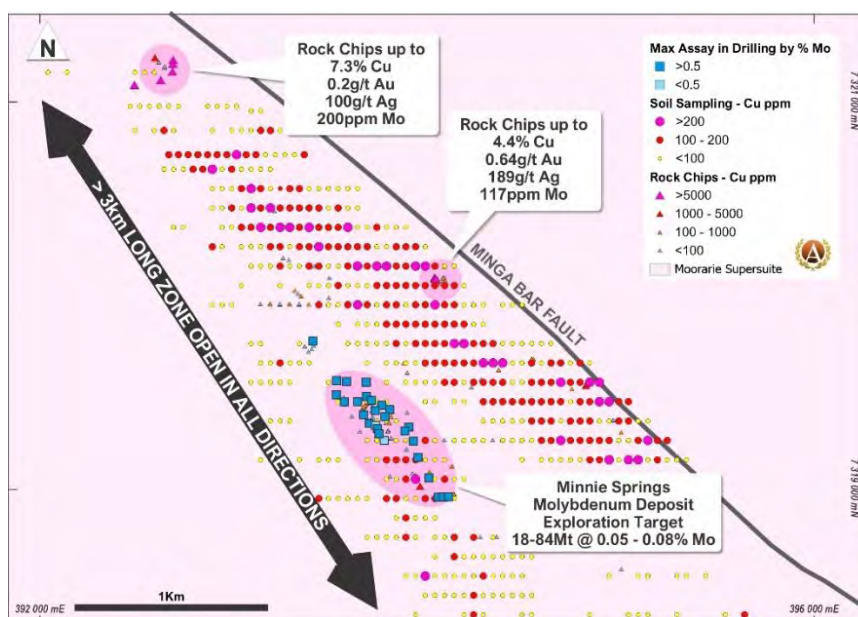 N
Rock Chips up to
7.3% Cu
0.2g/t Au
100g/t Ag
200ppm Mo
Rock Chips up to
4.4% Cu
0.64g/t Au
189g/t Ag
117ppm Mo
Max Assay in Drilling by % Mo
>0.5
<0.5
Soil Sampling - Cu ppm
>200
100 - 200
<100
Rock Chips - Cu ppm
>5000
1000 - 5000
100 - 1000
<100
Moorarie Supersuite
7 321 000 mN
MINGA BAR FAULT
> 3km LONG ZONE OPEN IN ALL DIRECTIONS
7 319 000 mN
Minnie Springs
Molybdenum Deposit
Exploration Target
18-84Mt @ 0.05 - 0.08% Mo
1Km
392 000 mE
396 000 mE